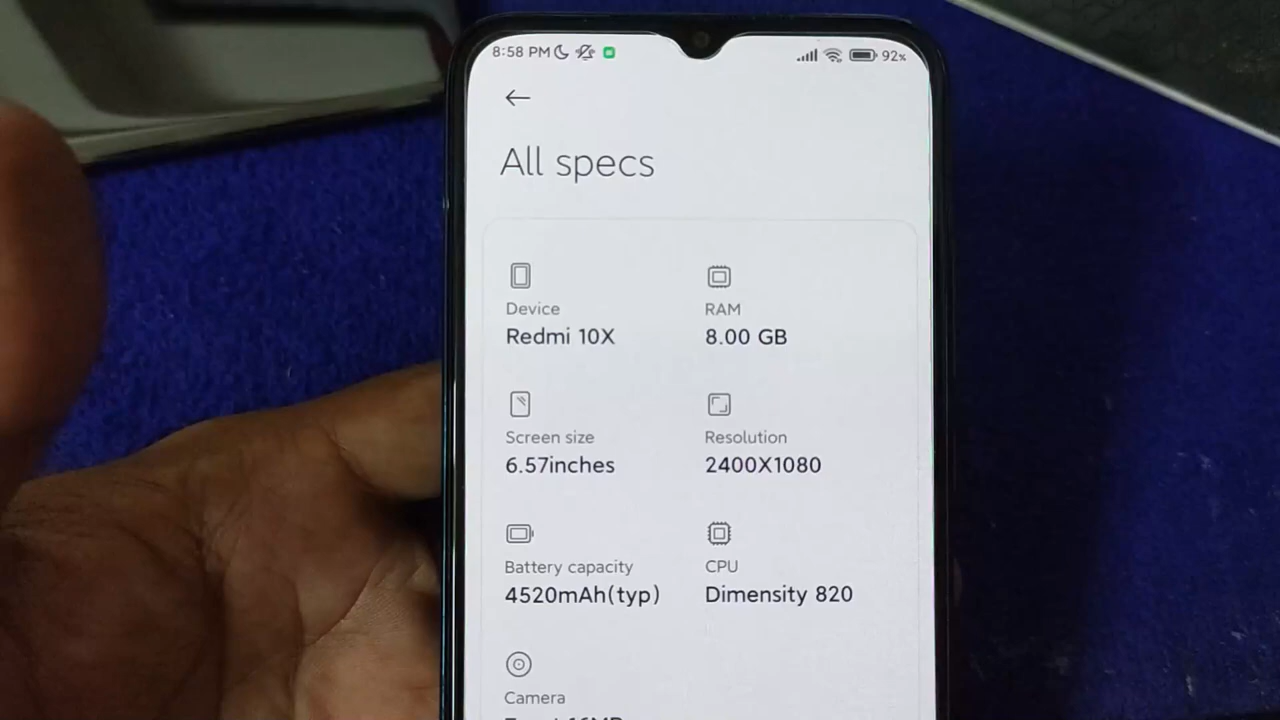 8:58 PM 92%
All specs
Device RAM
Redmi 10X 8.00 GB
Screen size Resolution
6.57inches 2400X1080
Battery capacity CPU
4520mAh(typ) Dimensity 820
Camera